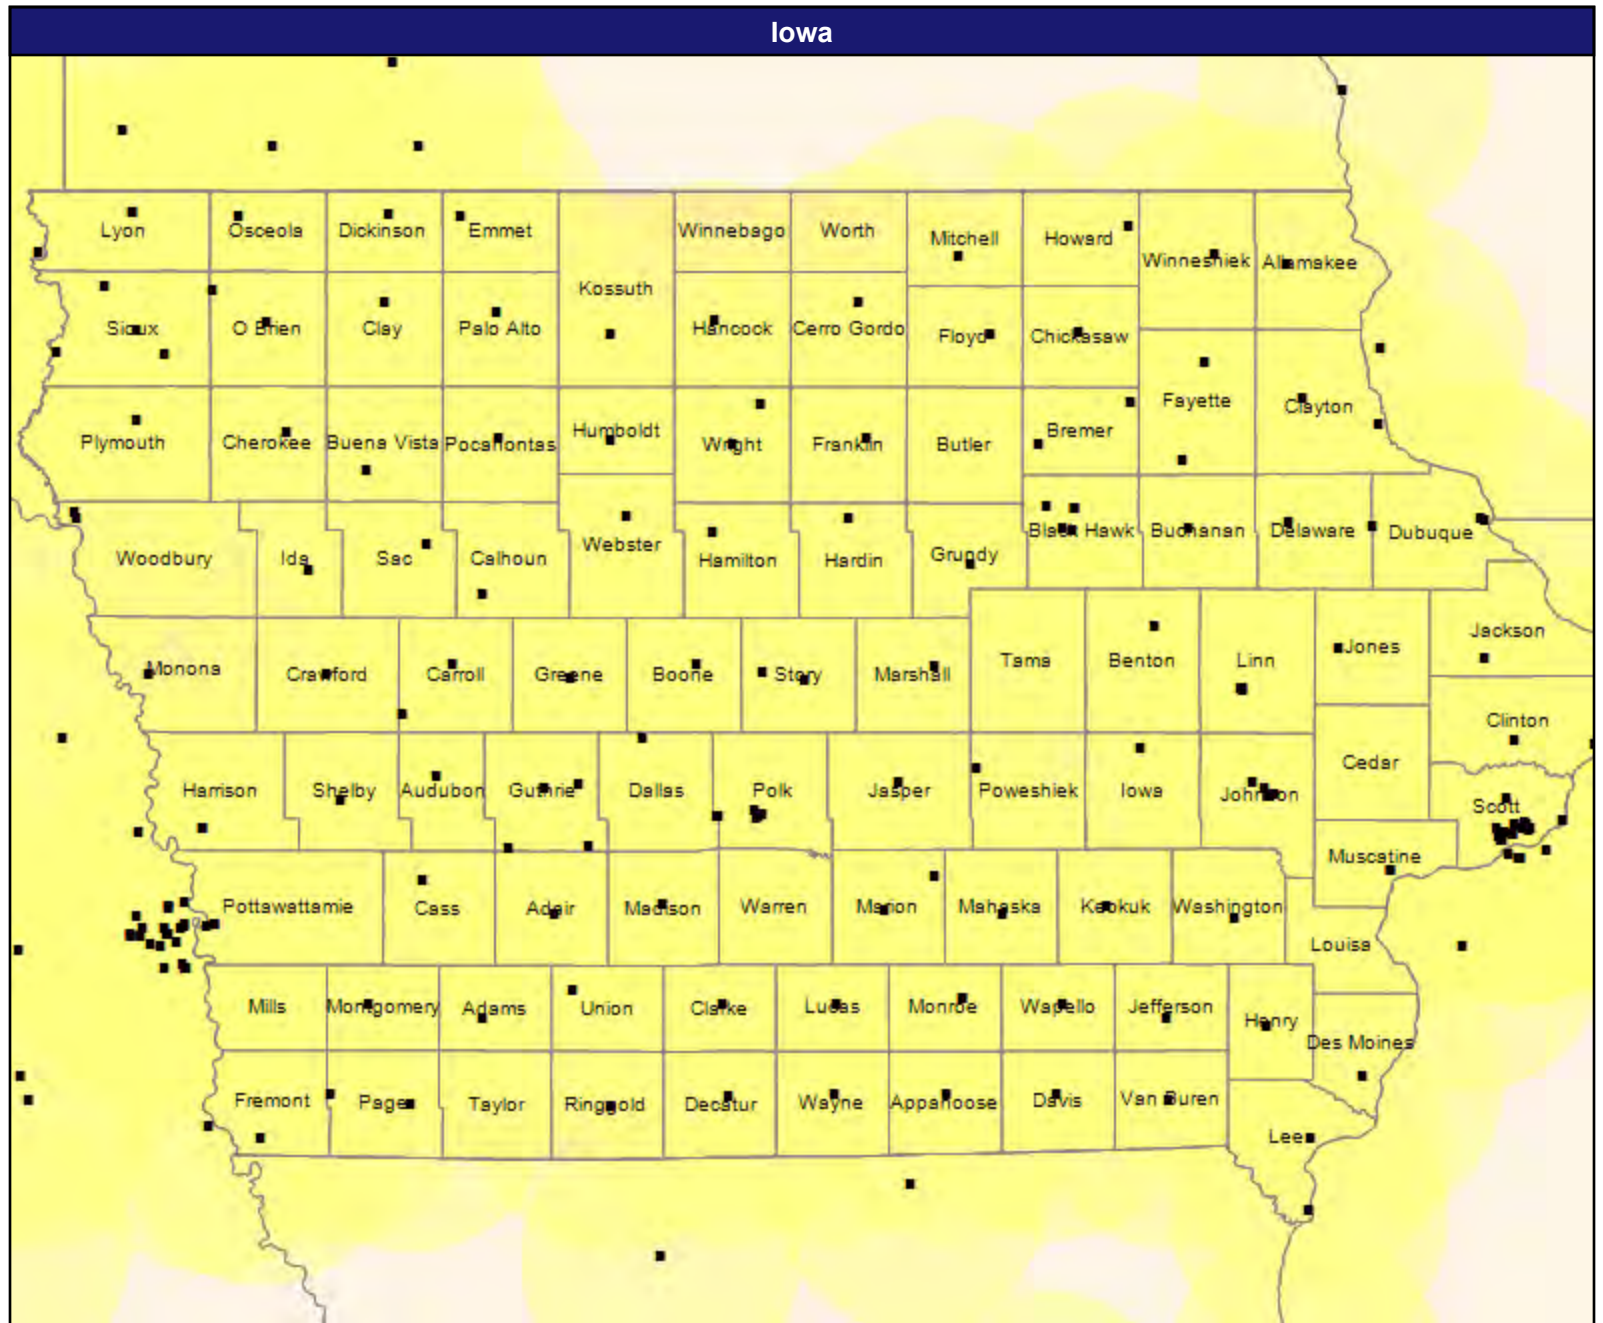 Iowa
Lyon
Osceola
Dickinson
Emmet
Winnebago
Worth
Mitchell
Howard
Winneshiek
Allamakee
Kossuth
Sioux
O Brien
Clay
Palo Alto
Hancock
Cerro Gordo
Floyd
Chickasaw
Fayette
Clayton
Plymouth
Cherokee
Buena Vista
Pocahontas
Humboldt
Wright
Franklin
Butler
Bremer
Woodbury
Ida
Sac
Calhoun
Webster
Hamilton
Hardin
Grundy
Black Hawk
Buchanan
Delaware
Dubuque
Monona
Crawford
Carroll
Greene
Boone
Story
Marshall
Tama
Benton
Linn
Jones
Jackson
Clinton
Cedar
Harrison
Shelby
Audubon
Guthrie
Dallas
Polk
Jasper
Poweshiek
Iowa
Johnson
Scott
Muscatine
Pottawattamie
Cass
Adair
Madison
Warren
Marion
Mahaska
Keokuk
Washington
Louisa
Mills
Montgomery
Adams
Union
Clarke
Lucas
Monroe
Wapello
Jefferson
Henry
Des Moines
Fremont
Page
Taylor
Ringgold
Decatur
Wayne
Appanoose
Davis
Van Buren
Lee